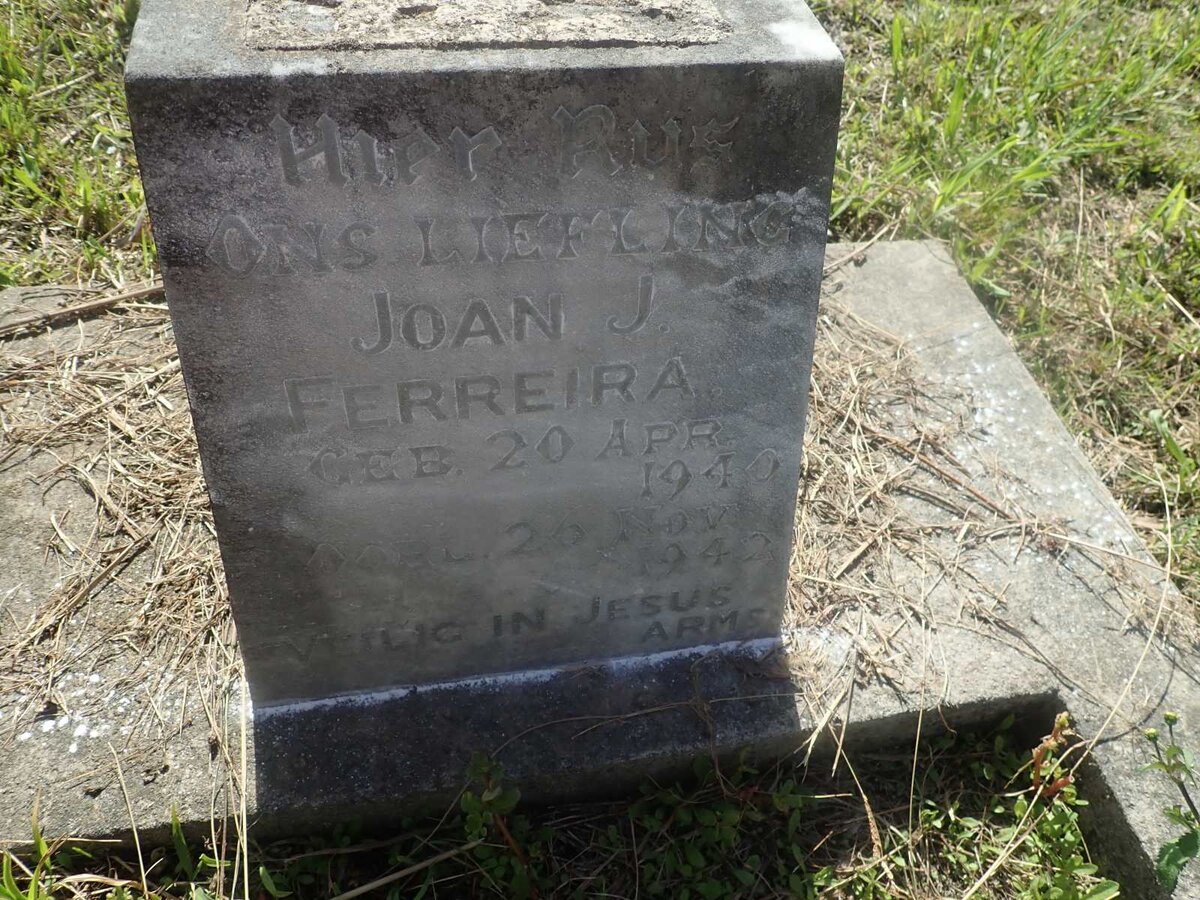 Hier Rus
ONS LIEFLING
JOAN J.
FERREIRA.
GEB. 20 APR.
1940
OORL. 26 NOV.
1942
VEILIG IN JESUS
ARMS